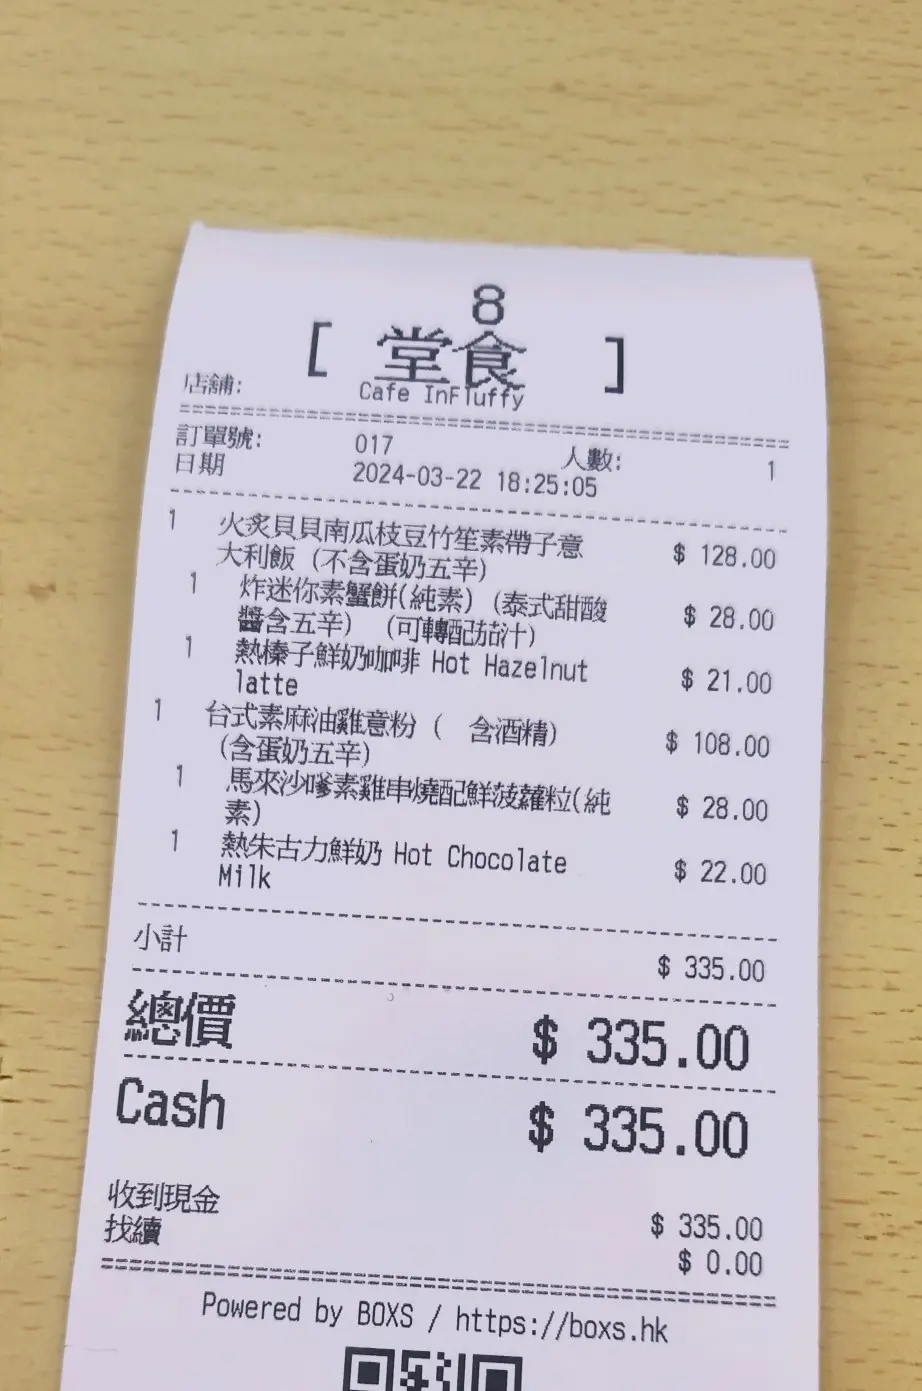 8
[ 堂食 ]
店舖: Cafe InFluffy
訂單號: 017 人數: 1
日期 2024-03-22 18:25:05
1 火炙貝貝南瓜枝豆竹笙素帶子意 $ 128.00
大利飯 (不含蛋奶五辛)
1 炸迷你素蟹餅(純素) (泰式甜酸 $ 28.00
醬含五辛) (可轉配茄汁)
1 熱榛子鮮奶咖啡 Hot Hazelnut $ 21.00
latte
1 台式素麻油雞意粉 ( 含酒精) $ 108.00
(含蛋奶五辛)
1 馬來沙嗲素雞串燒配鮮菠蘿粒(純 $ 28.00
素)
1 熱朱古力鮮奶 Hot Chocolate $ 22.00
Milk
小計 $ 335.00
總價 $ 335.00
Cash $ 335.00
收到現金 $ 335.00
找續 $ 0.00
Powered by BOXS / https://boxs.hk